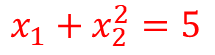 x₁ + x₂² = 5